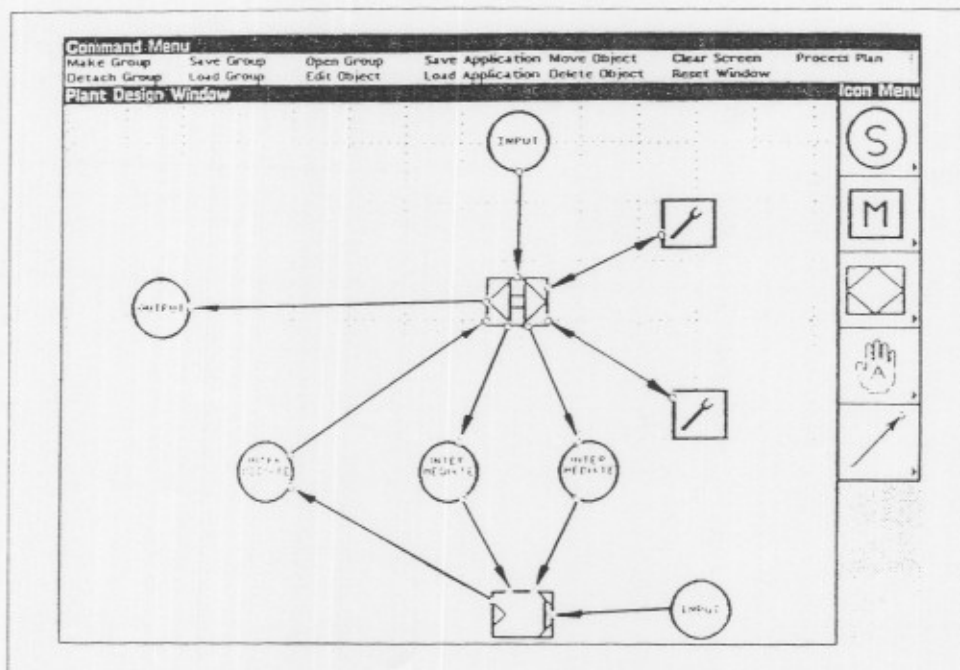 Command Menu
Make Group Save Group Open Group Save Application Move Object Clear Screen Process Plan
Detach Group Load Group Edit Object Load Application Delete Object Reset Window
Plant Design Window
Icon Menu
INPUT
S
M
OUTPUT
A
INTER
MEDIATE
INTER
MEDIATE
INTER
MEDIATE
INPUT